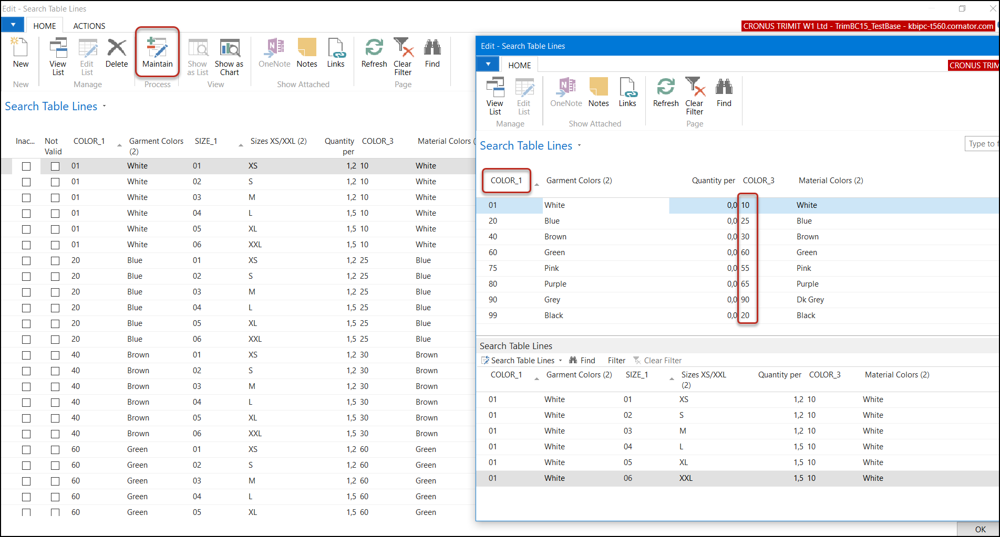 Edit - Search Table Lines
HOME ACTIONS
CRONUS TRIMIT W1 Ltd - TrimBC15_TestBase - kbipc-t560.cornator.com
New View List Edit List Delete Maintain Show as List Show as Chart OneNote Notes Links Refresh Clear Filter Find
New Manage Process View Show Attached Page
Search Table Lines
Inac... Not Valid COLOR_1 Garment Colors (2) SIZE_1 Sizes XS/XXL (2) Quantity per COLOR_3 Material Colors (
01 White 01 XS 1,2 10 White
01 White 02 S 1,2 10 White
01 White 03 M 1,2 10 White
01 White 04 L 1,5 10 White
01 White 05 XL 1,5 10 White
01 White 06 XXL 1,5 10 White
20 Blue 01 XS 1,2 25 Blue
20 Blue 02 S 1,2 25 Blue
20 Blue 03 M 1,2 25 Blue
20 Blue 04 L 1,5 25 Blue
20 Blue 05 XL 1,5 25 Blue
20 Blue 06 XXL 1,5 25 Blue
40 Brown 01 XS 1,2 30 Brown
40 Brown 02 S 1,2 30 Brown
40 Brown 03 M 1,2 30 Brown
40 Brown 04 L 1,5 30 Brown
40 Brown 05 XL 1,5 30 Brown
40 Brown 06 XXL 1,5 30 Brown
60 Green 01 XS 1,2 60 Green
60 Green 02 S 1,2 60 Green
60 Green 03 M 1,2 60 Green
60 Green 04 L 1,5 60 Green
60 Green 05 XL 1,5 60 Green
Edit - Search Table Lines
HOME
CRONUS TRIM
View List Edit List OneNote Notes Links Refresh Clear Filter Find
Manage Show Attached Page
Search Table Lines
Type to f
COLOR_1 Garment Colors (2) Quantity per COLOR_3 Material Colors (2)
01 White 0,0 10 White
20 Blue 0,0 25 Blue
40 Brown 0,0 30 Brown
60 Green 0,0 60 Green
75 Pink 0,0 55 Pink
80 Purple 0,0 65 Purple
90 Grey 0,0 90 Dk Grey
99 Black 0,0 20 Black
Search Table Lines
Search Table Lines Find Filter Clear Filter
COLOR_1 Garment Colors (2) SIZE_1 Sizes XS/XXL (2) Quantity per COLOR_3 Material Colors (2)
01 White 01 XS 1,2 10 White
01 White 02 S 1,2 10 White
01 White 03 M 1,2 10 White
01 White 04 L 1,5 10 White
01 White 05 XL 1,5 10 White
01 White 06 XXL 1,5 10 White
OK